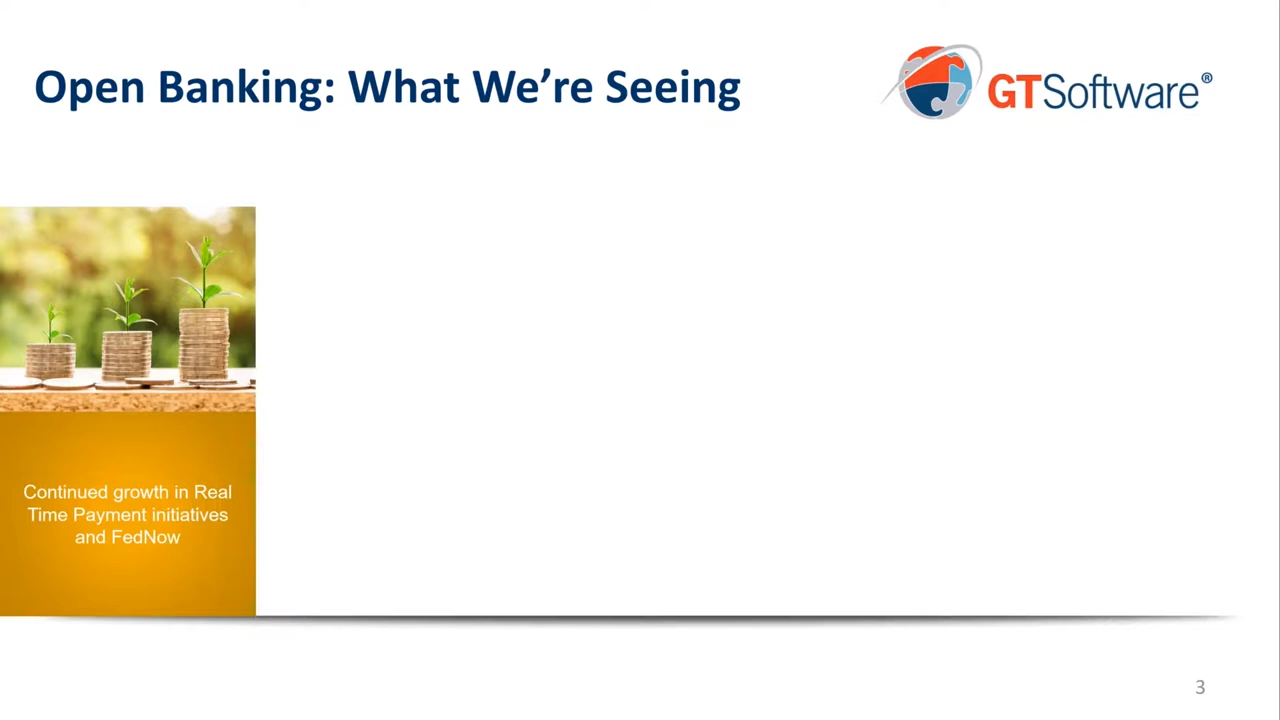 Open Banking: What We're Seeing
GTSoftware®
Continued growth in Real
Time Payment initiatives
and FedNow
3